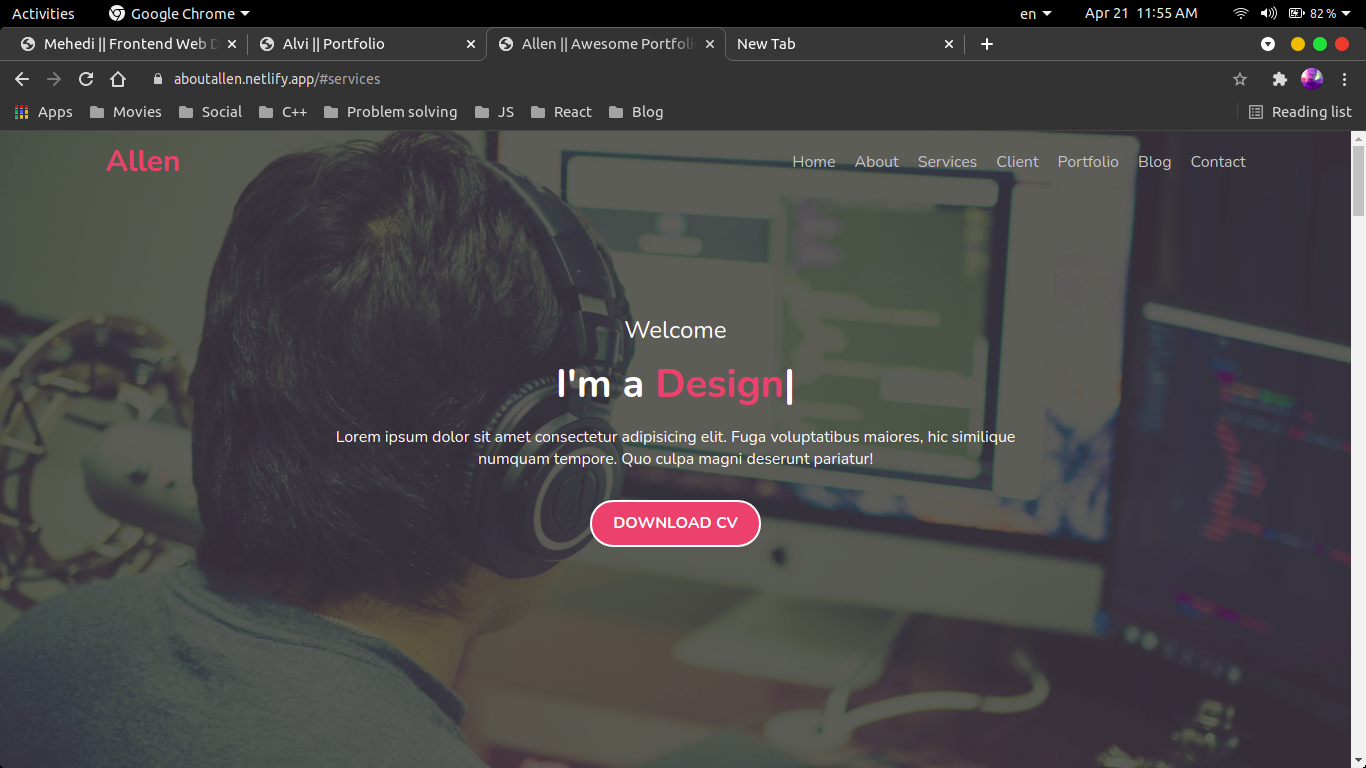 Activities Google Chrome en Apr 21 11:55 AM 82 %
Mehedi || Frontend Web D Alvi || Portfolio Allen || Awesome Portfoli New Tab
aboutallen.netlify.app/#services
Apps Movies Social C++ Problem solving JS React Blog Reading list
Allen Home About Services Client Portfolio Blog Contact
Welcome
I'm a Design|
Lorem ipsum dolor sit amet consectetur adipisicing elit. Fuga voluptatibus maiores, hic similique
numquam tempore. Quo culpa magni deserunt pariatur!
DOWNLOAD CV